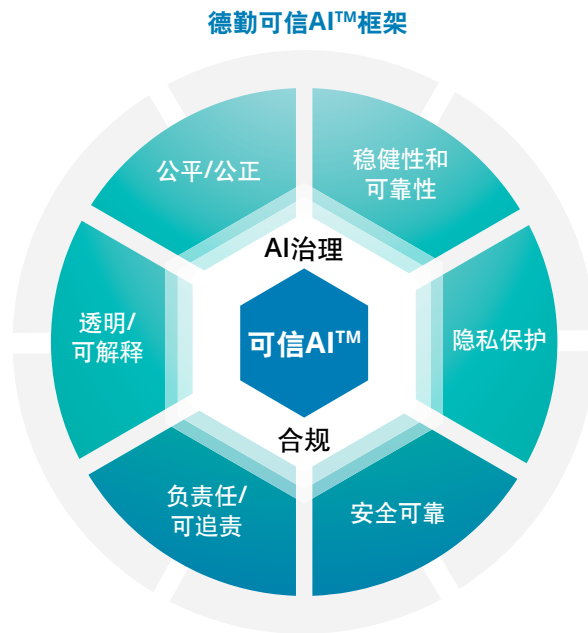 德勤可信AI™框架
公平/公正
稳健性和
可靠性
AI治理
透明/
可解释
可信AI™
隐私保护
合规
负责任/
可追责
安全可靠